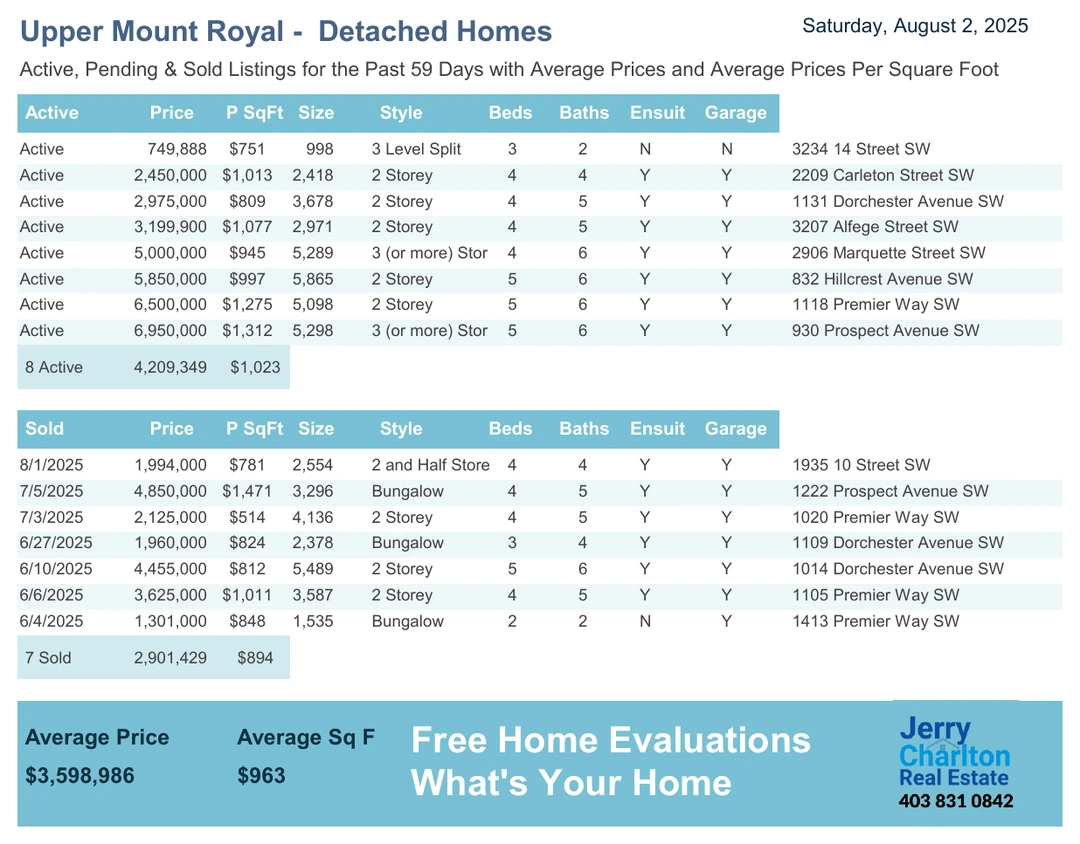 Upper Mount Royal - Detached Homes Saturday, August 2, 2025
Active, Pending & Sold Listings for the Past 59 Days with Average Prices and Average Prices Per Square Foot
Active Price P SqFt Size Style Beds Baths Ensuit Garage
Active 749,888 $751 998 3 Level Split 3 2 N N 3234 14 Street SW
Active 2,450,000 $1,013 2,418 2 Storey 4 4 Y Y 2209 Carleton Street SW
Active 2,975,000 $809 3,678 2 Storey 4 5 Y Y 1131 Dorchester Avenue SW
Active 3,199,900 $1,077 2,971 2 Storey 4 5 Y Y 3207 Alfege Street SW
Active 5,000,000 $945 5,289 3 (or more) Stor 4 6 Y Y 2906 Marquette Street SW
Active 5,850,000 $997 5,865 2 Storey 5 6 Y Y 832 Hillcrest Avenue SW
Active 6,500,000 $1,275 5,098 2 Storey 5 6 Y Y 1118 Premier Way SW
Active 6,950,000 $1,312 5,298 3 (or more) Stor 5 6 Y Y 930 Prospect Avenue SW
8 Active 4,209,349 $1,023
Sold Price P SqFt Size Style Beds Baths Ensuit Garage
8/1/2025 1,994,000 $781 2,554 2 and Half Store 4 4 Y Y 1935 10 Street SW
7/5/2025 4,850,000 $1,471 3,296 Bungalow 4 5 Y Y 1222 Prospect Avenue SW
7/3/2025 2,125,000 $514 4,136 2 Storey 4 5 Y Y 1020 Premier Way SW
6/27/2025 1,960,000 $824 2,378 Bungalow 3 4 Y Y 1109 Dorchester Avenue SW
6/10/2025 4,455,000 $812 5,489 2 Storey 5 6 Y Y 1014 Dorchester Avenue SW
6/6/2025 3,625,000 $1,011 3,587 2 Storey 4 5 Y Y 1105 Premier Way SW
6/4/2025 1,301,000 $848 1,535 Bungalow 2 2 N Y 1413 Premier Way SW
7 Sold 2,901,429 $894
Average Price Average Sq F
$3,598,986 $963
Free Home Evaluations
What's Your Home
Jerry
Charlton
Real Estate
403 831 0842